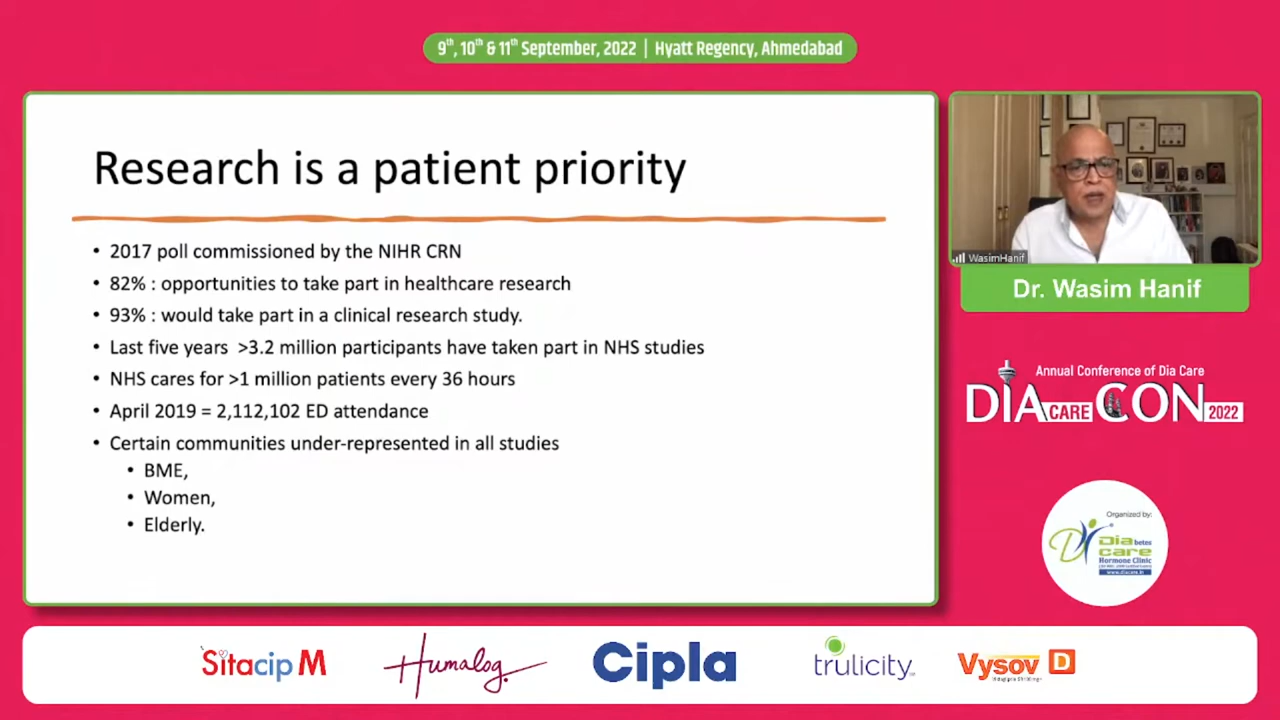 9th, 10th & 11th September, 2022 | Hyatt Regency, Ahmedabad
Research is a patient priority
• 2017 poll commissioned by the NIHR CRN
• 82% : opportunities to take part in healthcare research
• 93% : would take part in a clinical research study.
• Last five years >3.2 million participants have taken part in NHS studies
• NHS cares for >1 million patients every 36 hours
• April 2019 = 2,112,102 ED attendance
• Certain communities under-represented in all studies
• BME,
• Women,
• Elderly.
WasimHanif
Dr. Wasim Hanif
Annual Conference of Dia Care
DIA CARE CON 2022
Organized by:
Diabetes
care
Hormone Clinic
www.diacare.in
Sitacip M
Humalog
Cipla
trulicity
Vysov D